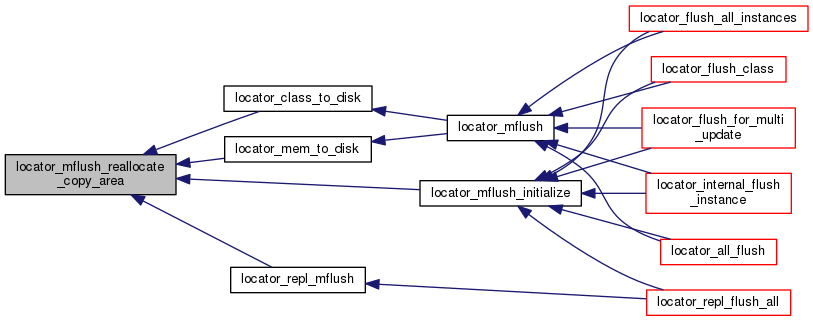 locator_mflush_reallocate
_copy_area
locator_class_to_disk
locator_mem_to_disk
locator_repl_mflush
locator_mflush
locator_mflush_initialize
locator_flush_all_instances
locator_flush_class
locator_flush_for_multi
_update
locator_internal_flush
_instance
locator_all_flush
locator_repl_flush_all